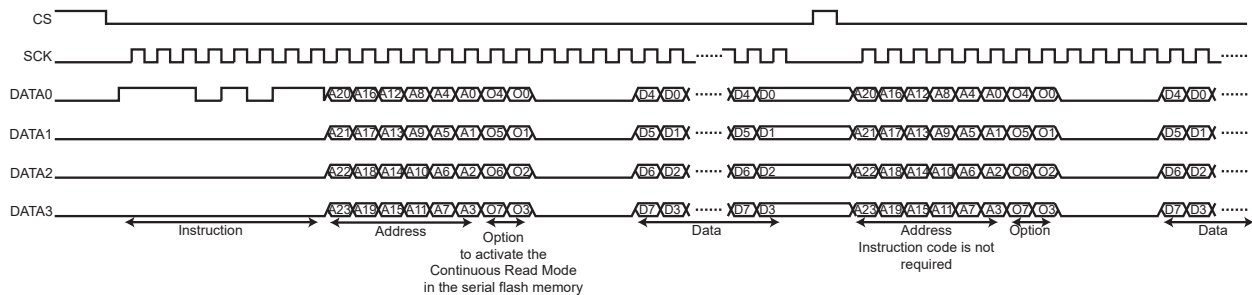 CS
SCK
DATA0 A20 A16 A12 A8 A4 A0 O4 O0 D4 D0 D4 D0 A20 A16 A12 A8 A4 A0 O4 O0 D4 D0
DATA1 A21 A17 A13 A9 A5 A1 O5 O1 D5 D1 D5 D1 A21 A17 A13 A9 A5 A1 O5 O1 D5 D1
DATA2 A22 A18 A14 A10 A6 A2 O6 O2 D6 D2 D6 D2 A22 A18 A14 A10 A6 A2 O6 O2 D6 D2
DATA3 A23 A19 A15 A11 A7 A3 O7 O3 D7 D3 D7 D3 A23 A19 A15 A11 A7 A3 O7 O3 D7 D3
Instruction Address Option Data Address Option Data
to activate the
Continuous Read Mode
in the serial flash memory
Instruction code is not
required